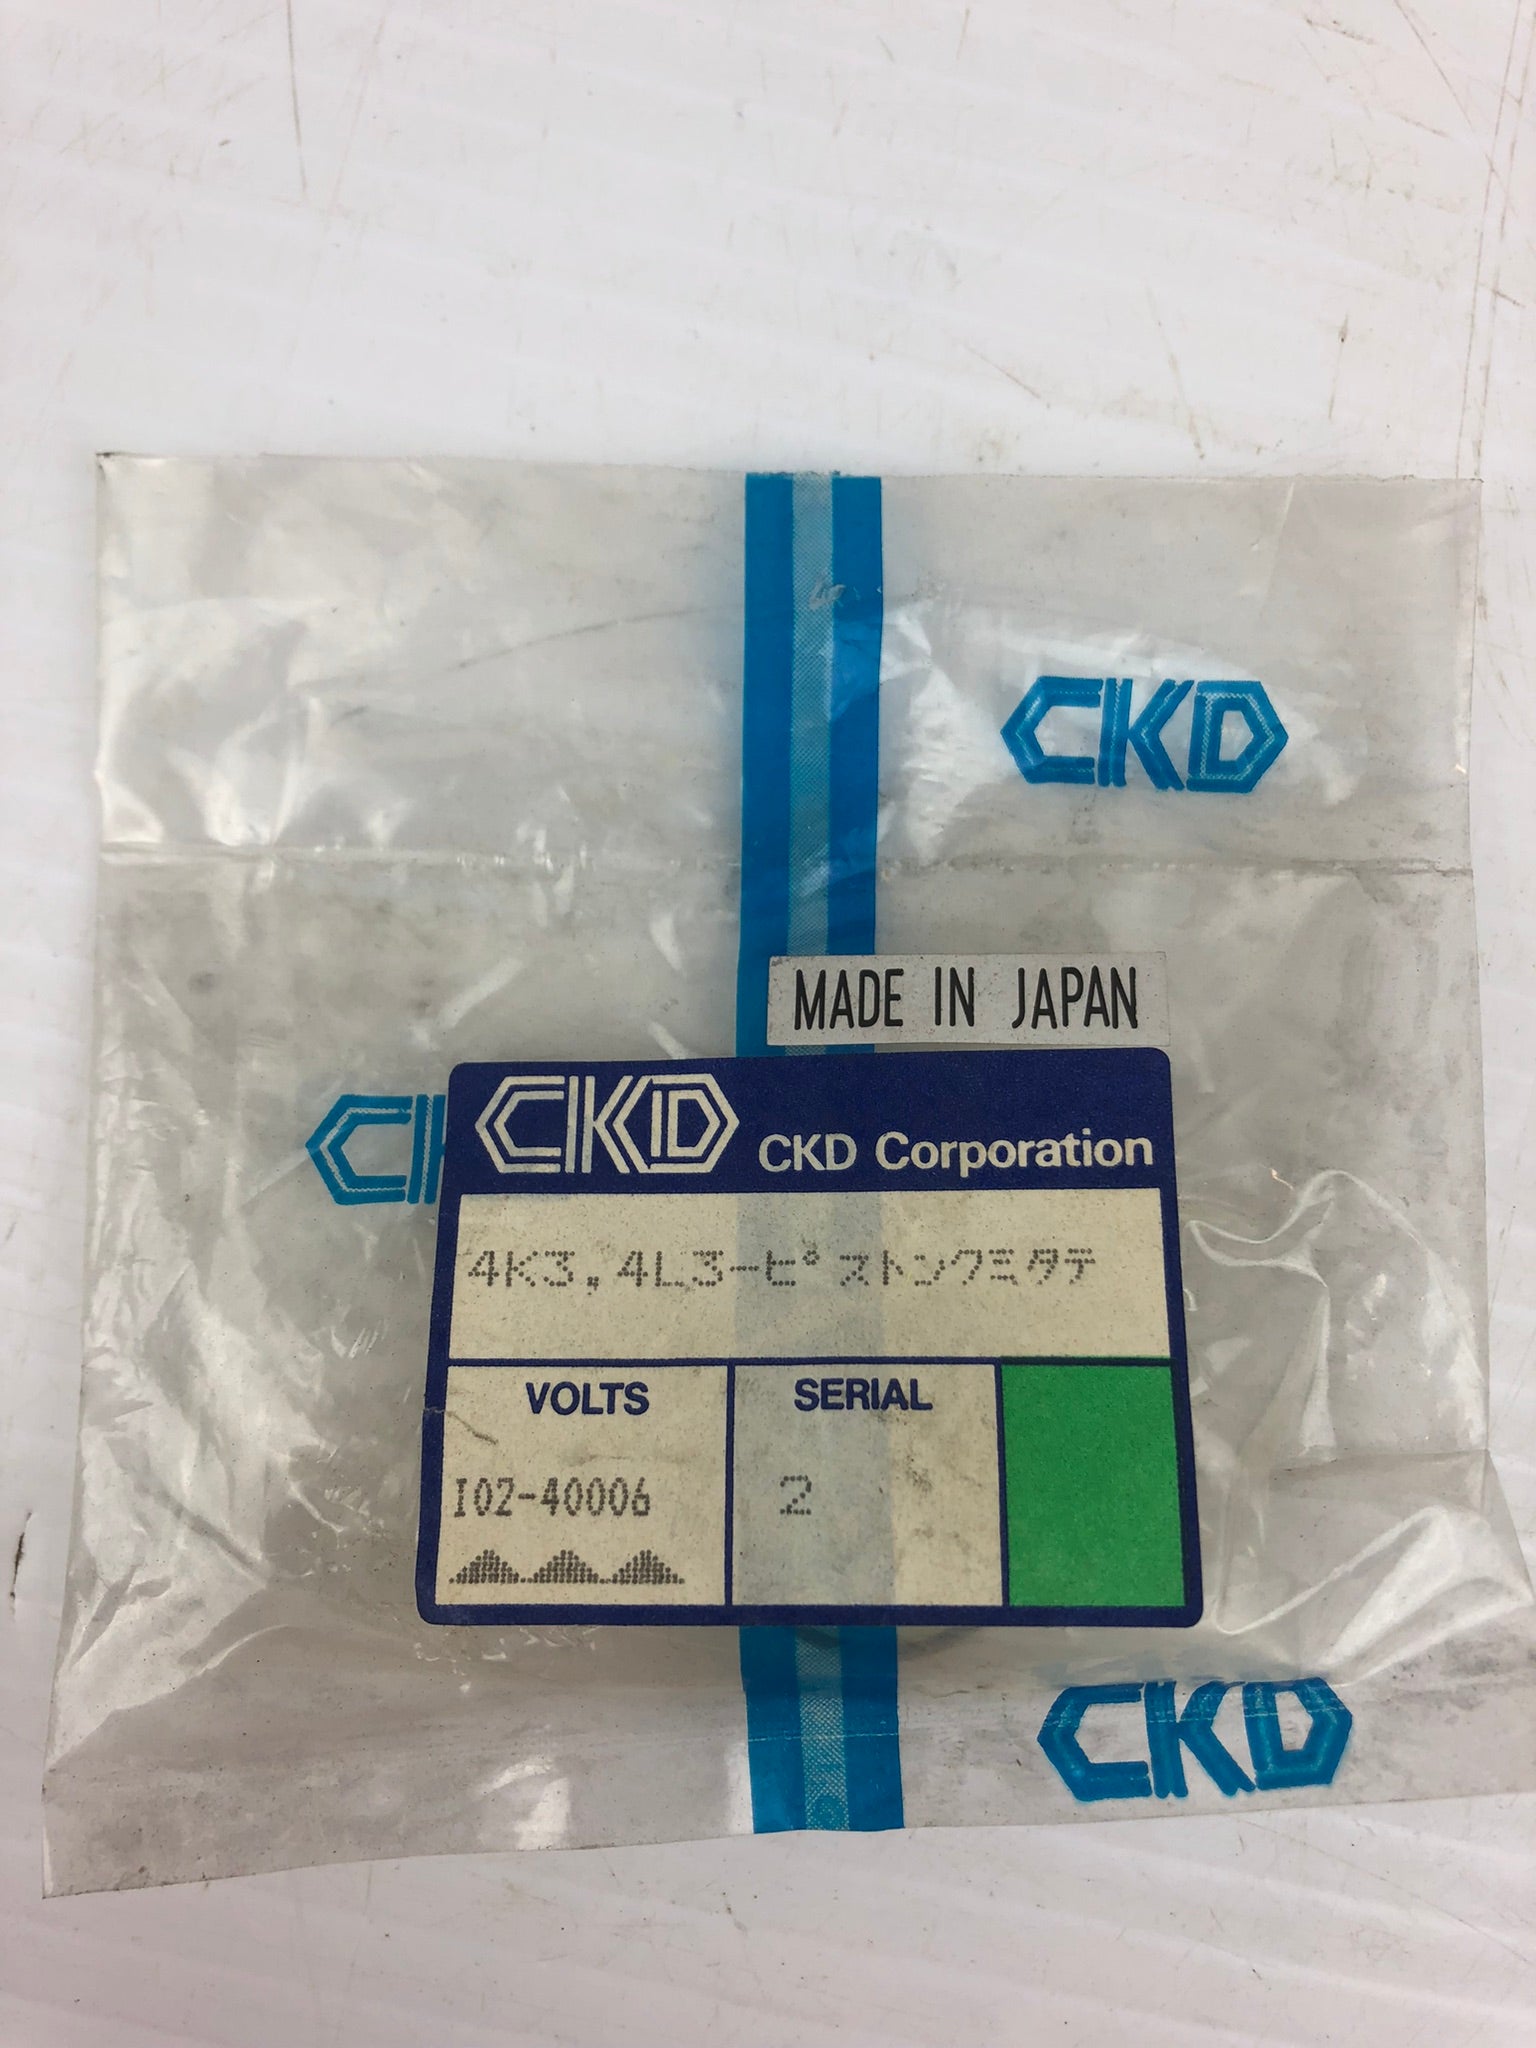 CKD
MADE IN JAPAN
CK
CKD CKD Corporation
4K3,4L3-ピストンクミタテ
VOLTS
SERIAL
I02-40006
2
CKD